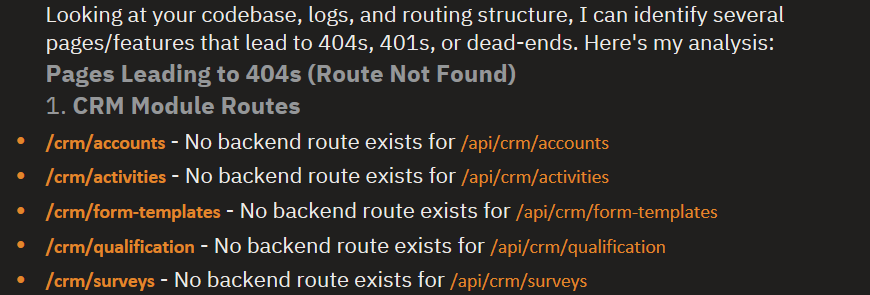 Looking at your codebase, logs, and routing structure, I can identify several
pages/features that lead to 404s, 401s, or dead-ends. Here's my analysis:
Pages Leading to 404s (Route Not Found)
1. CRM Module Routes
• /crm/accounts - No backend route exists for /api/crm/accounts
• /crm/activities - No backend route exists for /api/crm/activities
• /crm/form-templates - No backend route exists for /api/crm/form-templates
• /crm/qualification - No backend route exists for /api/crm/qualification
• /crm/surveys - No backend route exists for /api/crm/surveys